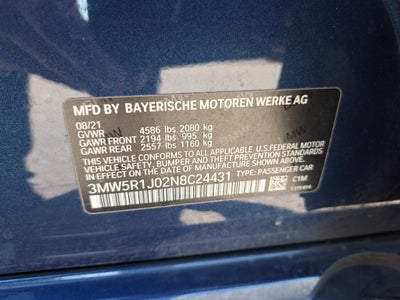 MFD BY BAYERISCHE MOTOREN WERKE AG
08/21
GVWR 4586 lbs 2080 kg
GAWR FRONT 2194 lbs 995 kg
GAWR REAR 2557 lbs 1160 kg
THIS VEHICLE CONFORMS TO ALL APPLICABLE U.S. FEDERAL MOTOR
VEHICLE SAFETY, BUMPER, AND THEFT PREVENTION STANDARDS
IN EFFECT ON THE DATE OF MANUFACTURE SHOWN ABOVE.
3MW5R1J02N8C24431 TYPE: PASSENGER CAR
C1M